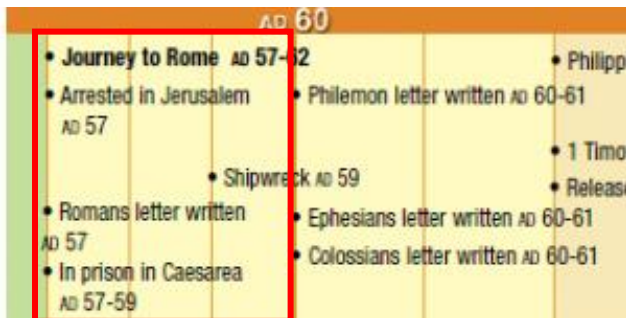 AD 60
• Journey to Rome AD 57-62
• Philipp
• Arrested in Jerusalem
AD 57
• Philemon letter written AD 60-61
• 1 Timo
• Shipwreck AD 59
• Release
• Romans letter written
AD 57
• Ephesians letter written AD 60-61
• Colossians letter written AD 60-61
• In prison in Caesarea
AD 57-59